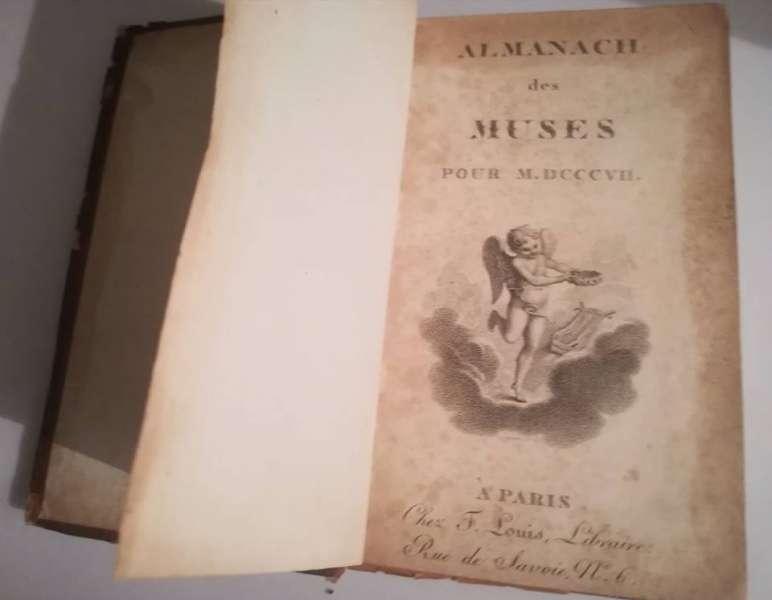 ALMANACH
des
MUSES
POUR M.DCCCVII.
À PARIS
Chez F. Louis, Libraire,
Rue de Savoie, N.º 6.